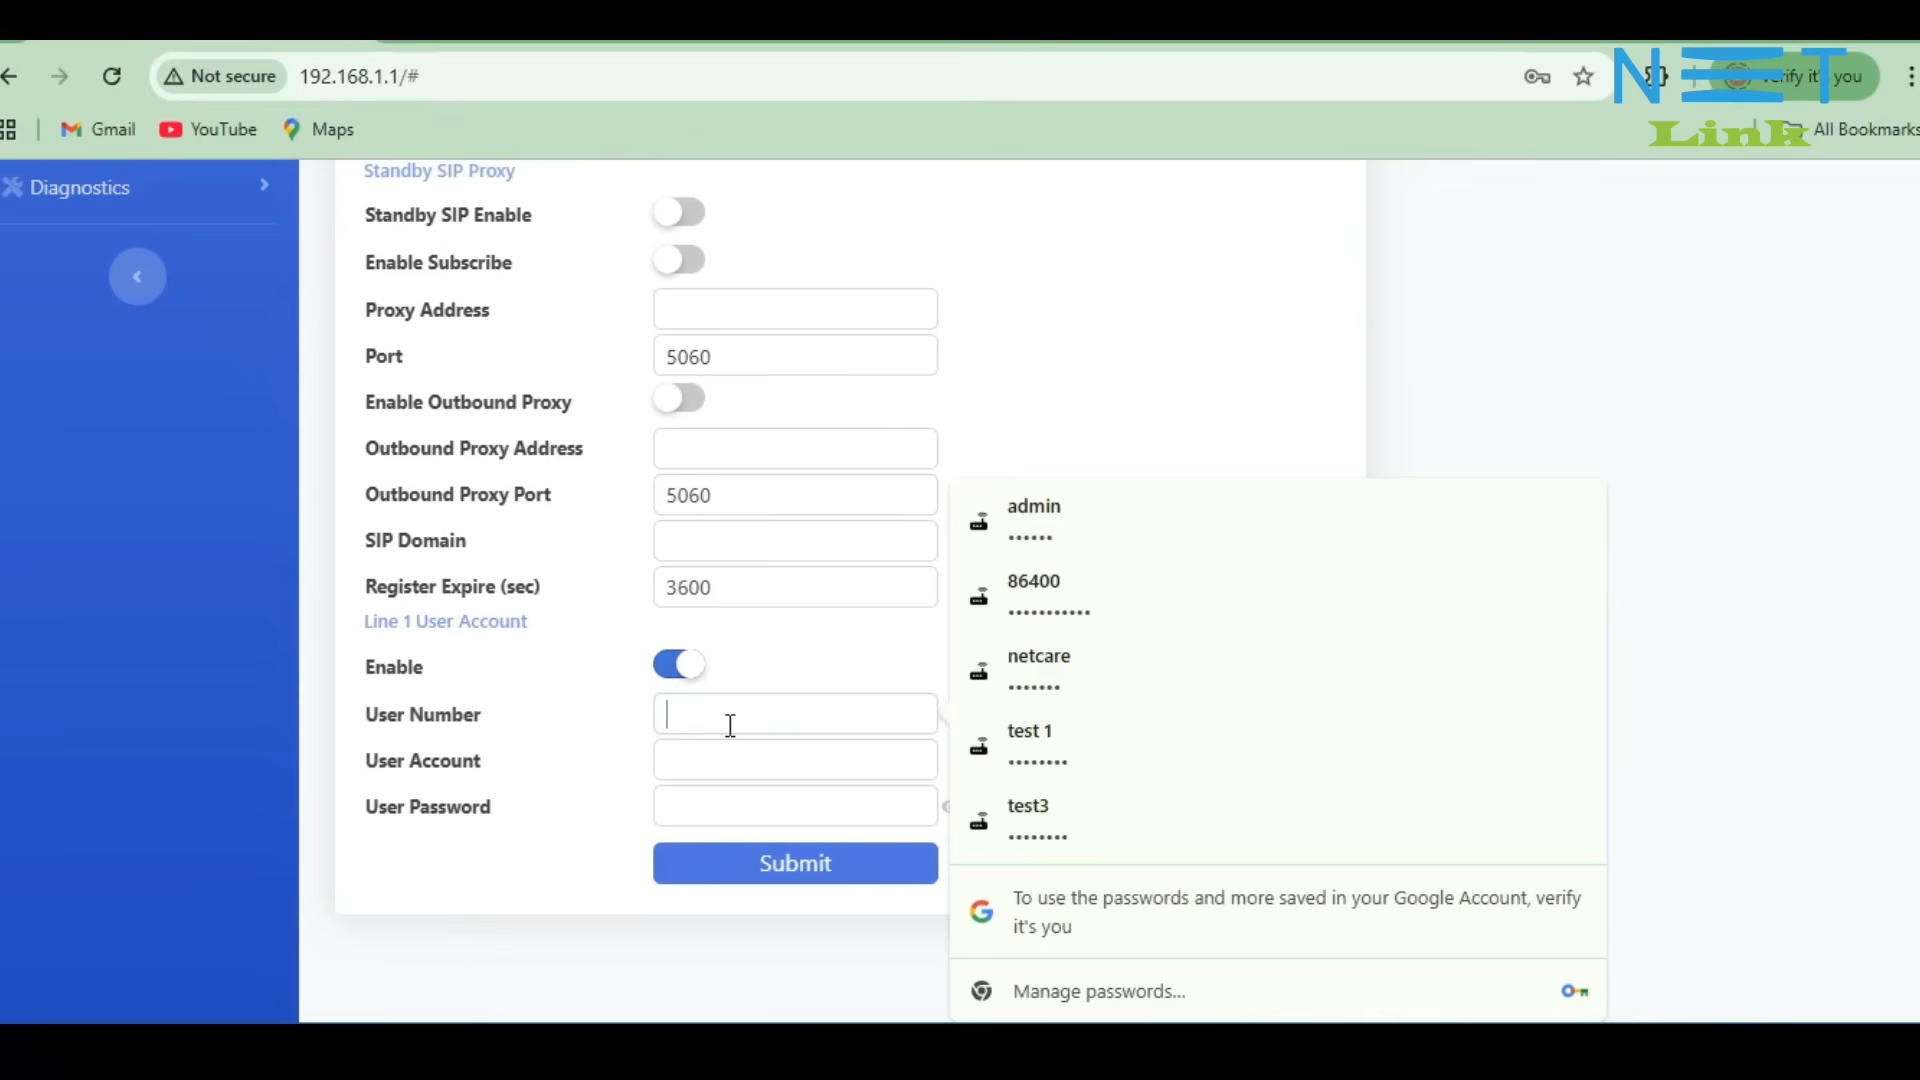 Not secure 192.168.1.1/#
NET
Link
Gmail YouTube Maps All Bookmarks
Diagnostics
Standby SIP Proxy
Standby SIP Enable
Enable Subscribe
Proxy Address
Port 5060
Enable Outbound Proxy
Outbound Proxy Address
Outbound Proxy Port 5060
SIP Domain
Register Expire (sec) 3600
Line 1 User Account
Enable
User Number
User Account
User Password
Submit
admin
••••••
86400
•••••••••••
netcare
•••••••
test 1
••••••••
test3
••••••••
To use the passwords and more saved in your Google Account, verify
it's you
Manage passwords...